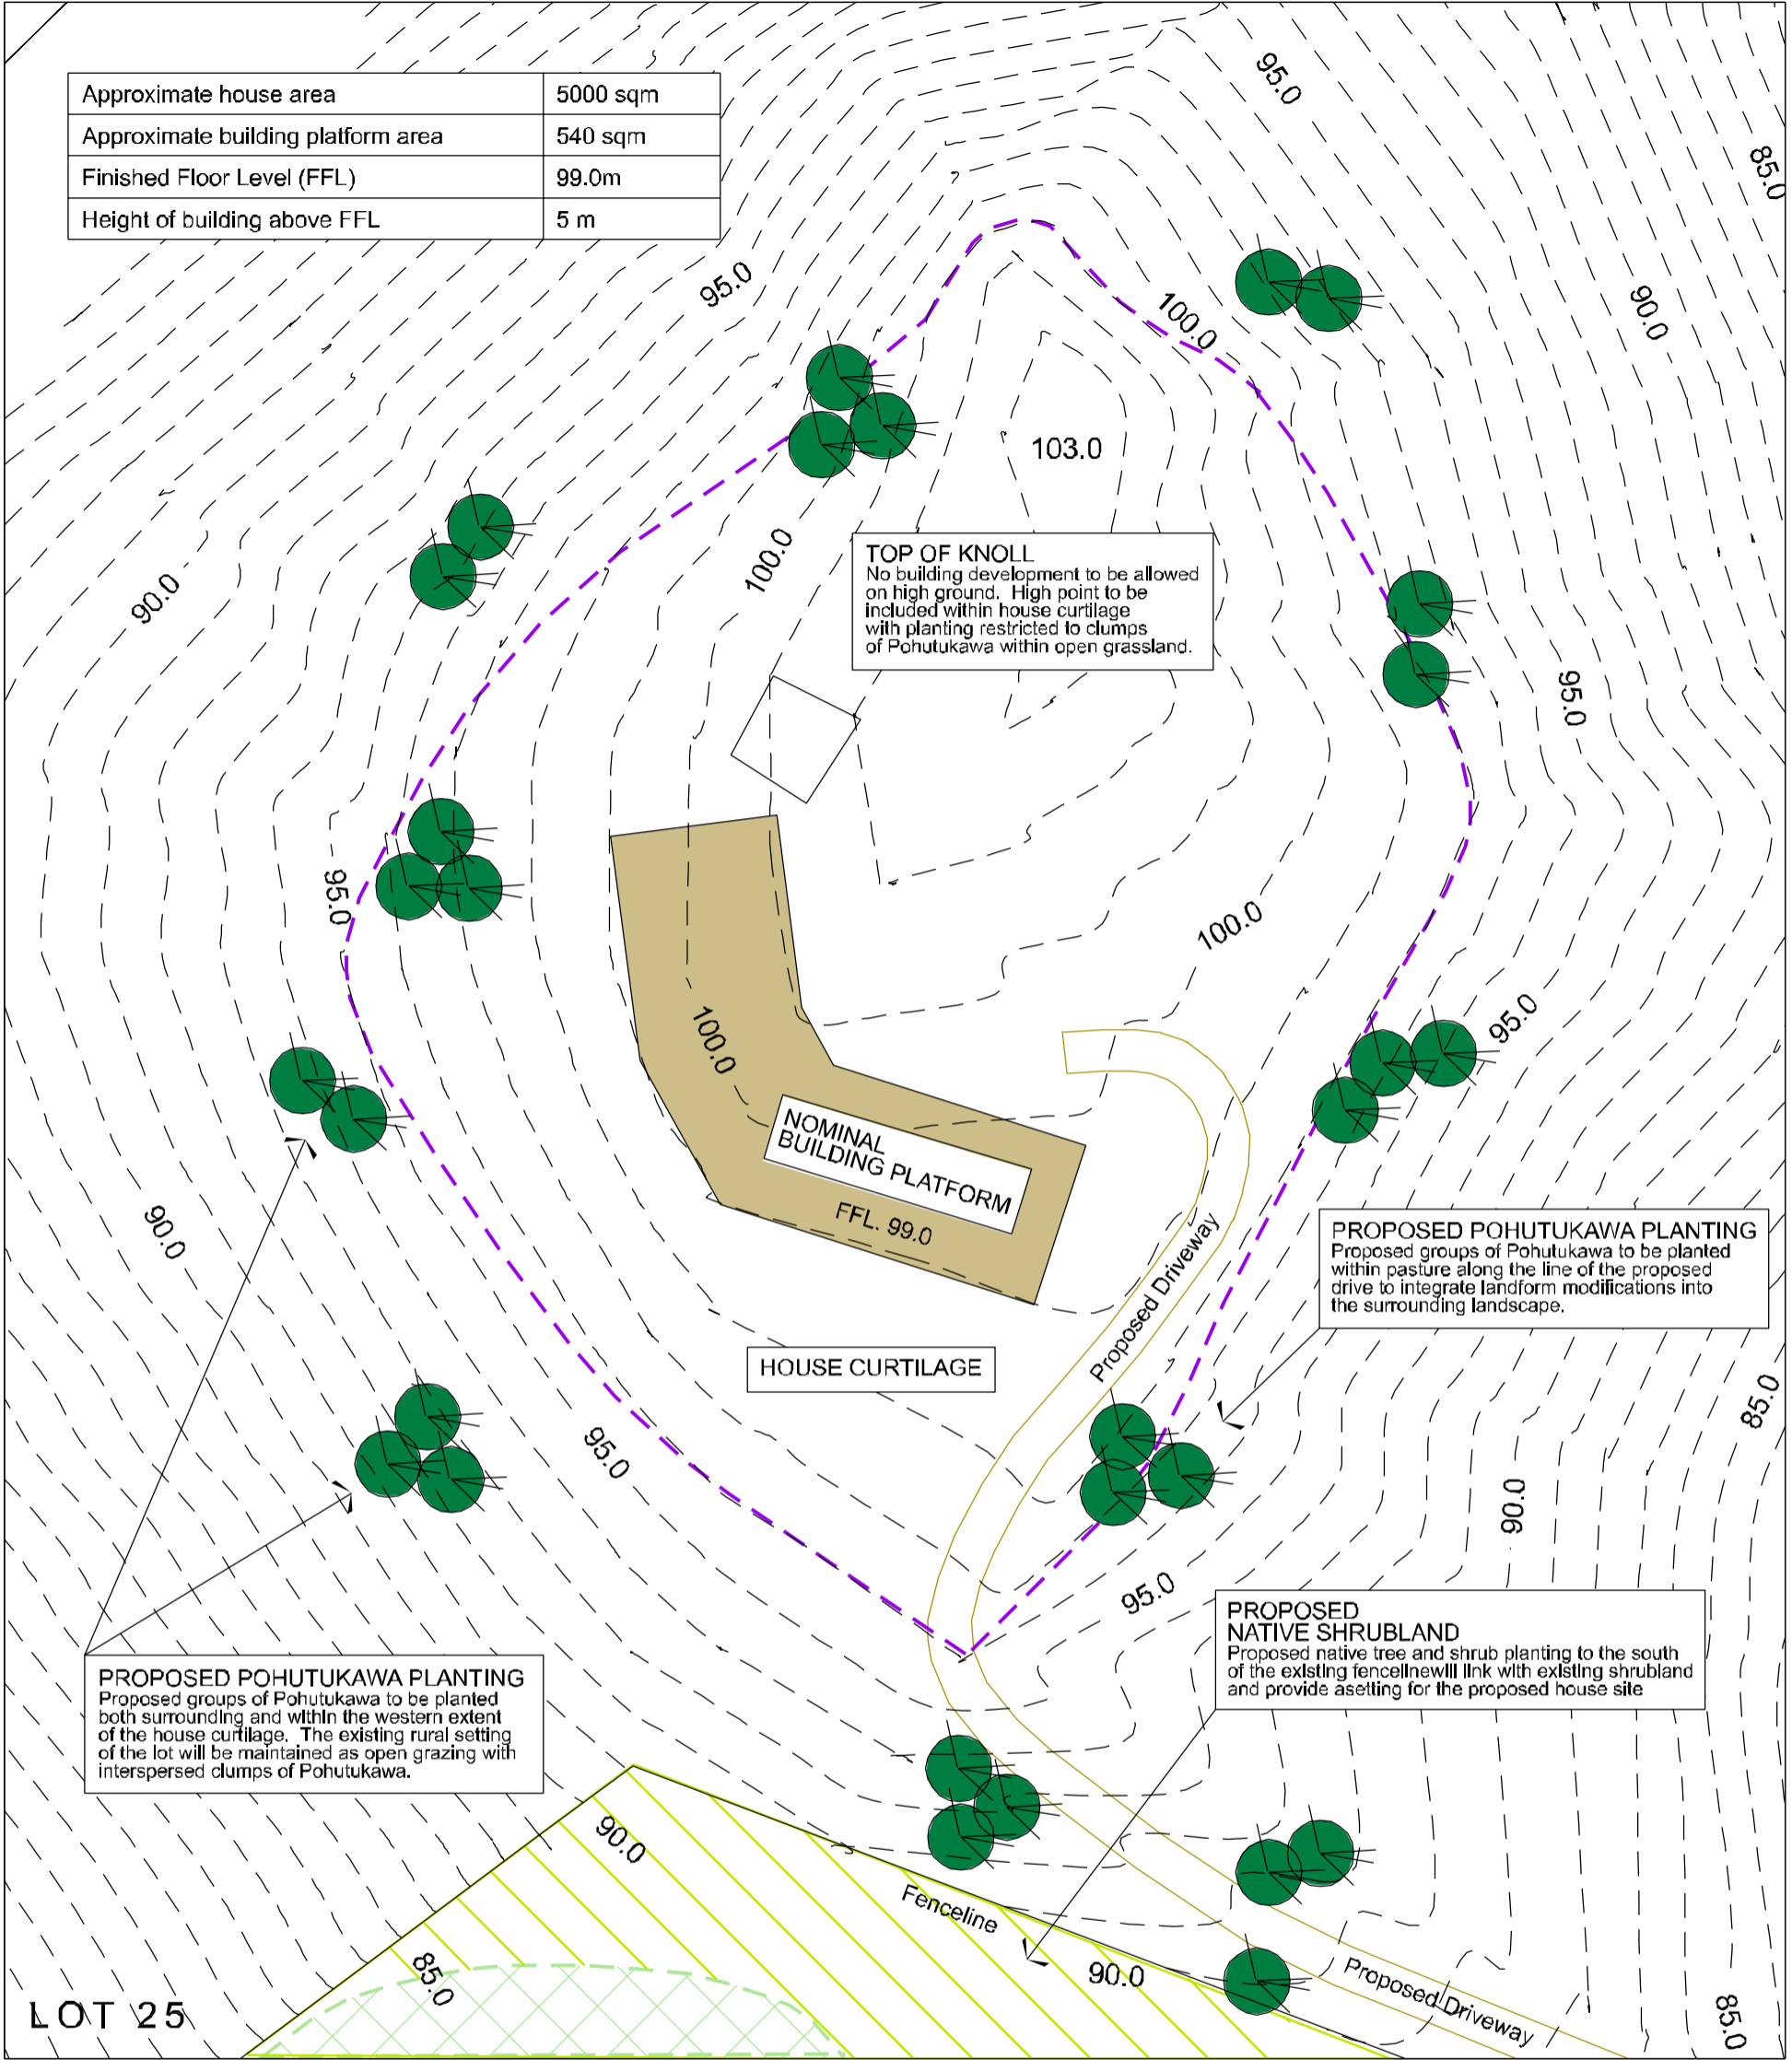 Approximate house area 5000 sqm
Approximate building platform area 540 sqm
Finished Floor Level (FFL) 99.0m
Height of building above FFL 5 m
95.0
85.0
95.0
90.0
100.0
103.0
100.0
90.0
TOP OF KNOLL
No building development to be allowed
on high ground. High point to be
included within house curtilage
with planting restricted to clumps
of Pohutukawa within open grassland.
95.0
95.0
100.0
100.0
95.0
NOMINAL
BUILDING PLATFORM
FFL. 99.0
90.0
Proposed Driveway
PROPOSED POHUTUKAWA PLANTING
Proposed groups of Pohutukawa to be planted
within pasture along the line of the proposed
drive to integrate landform modifications into
the surrounding landscape.
HOUSE CURTILAGE
85.0
95.0
90.0
95.0
PROPOSED
NATIVE SHRUBLAND
Proposed native tree and shrub planting to the south
of the existing fencelinewill link with existing shrubland
and provide asetting for the proposed house site
PROPOSED POHUTUKAWA PLANTING
Proposed groups of Pohutukawa to be planted
both surrounding and within the western extent
of the house curtilage. The existing rural setting
of the lot will be maintained as open grazing with
interspersed clumps of Pohutukawa.
90.0
Fenceline
85.0
90.0
Proposed Driveway
85.0
LOT 25